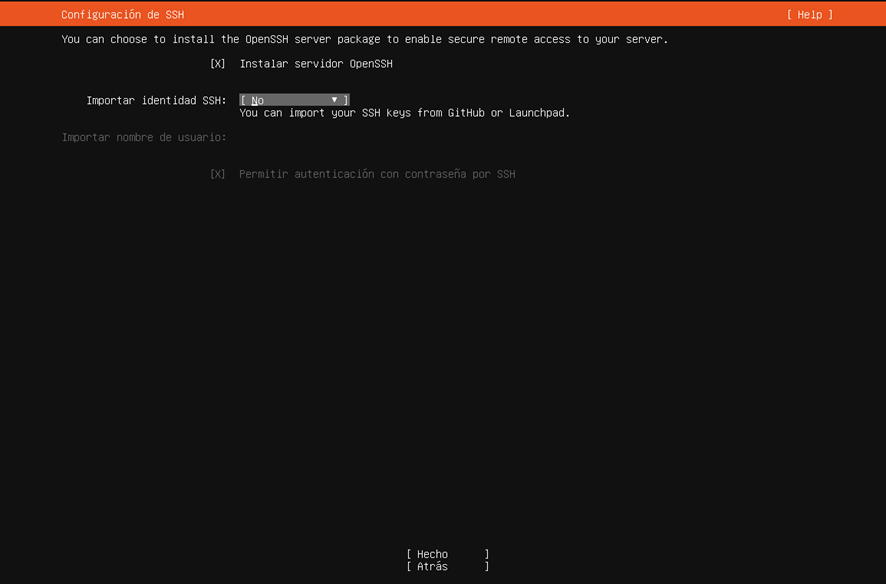 Configuración de SSH [ Help ]
You can choose to install the OpenSSH server package to enable secure remote access to your server.
[X] Instalar servidor OpenSSH
Importar identidad SSH: [ No ▾ ]
You can import your SSH keys from GitHub or Launchpad.
Importar nombre de usuario:
[X] Permitir autenticación con contraseña por SSH
[ Hecho ]
[ Atrás ]